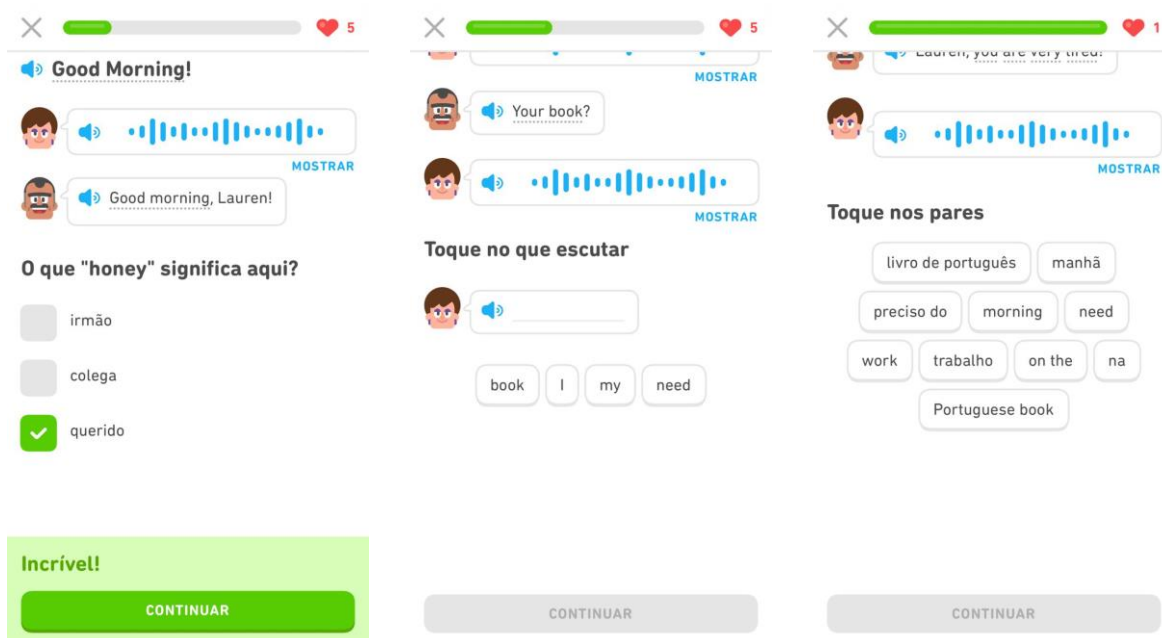 5
Good Morning!
MOSTRAR
Good morning, Lauren!
O que "honey" significa aqui?
irmão
colega
querido
Incrível!
CONTINUAR
5
MOSTRAR
Your book?
MOSTRAR
Toque no que escutar
book I my need
CONTINUAR
1
Lauren, you are very tired!
MOSTRAR
Toque nos pares
livro de português manhã
preciso do morning need
work trabalho on the na
Portuguese book
CONTINUAR